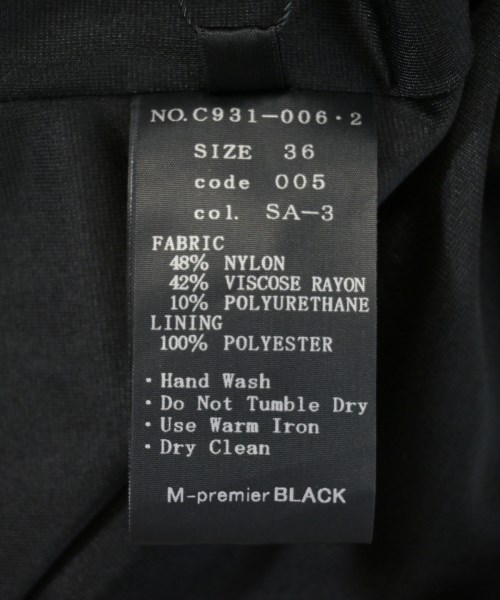 NO.C931-006・2
SIZE 36
code 005
col. SA-3
FABRIC
48% NYLON
42% VISCOSE RAYON
10% POLYURETHANE
LINING
100% POLYESTER
・Hand Wash
・Do Not Tumble Dry
・Use Warm Iron
・Dry Clean
M-premier BLACK